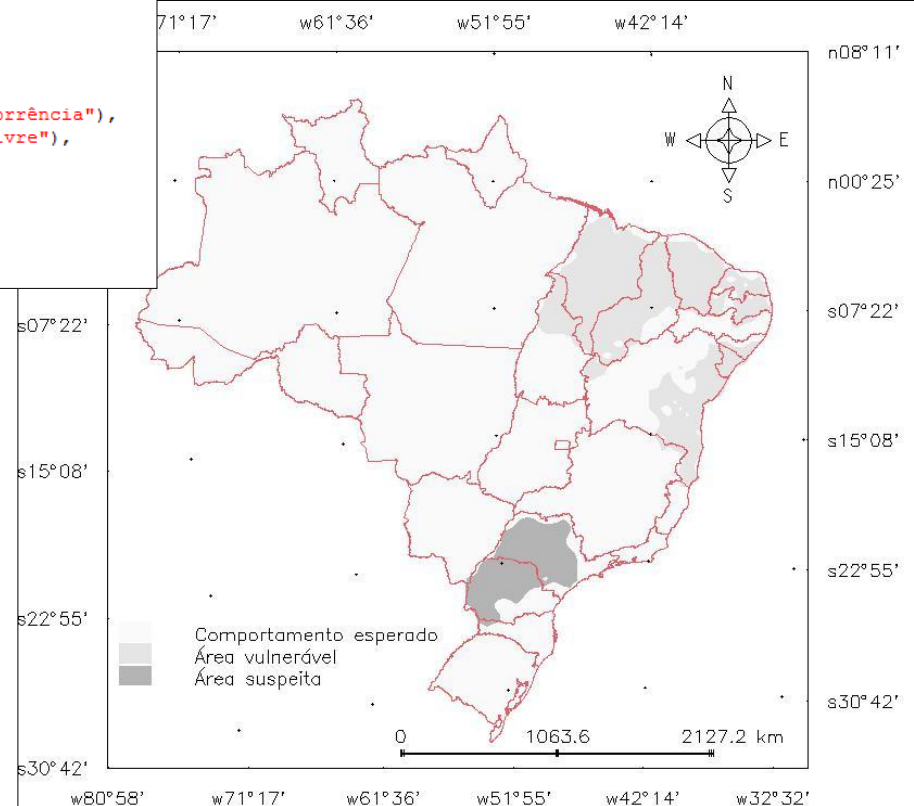 71°17' w61°36' w51°55' w42°14'
n08°11'
orrência"),
ivre"),
N
W E
S
n00°25'
s07°22' s07°22'
s15°08'
s15°08'
s22°55'
s22°55'
Comportamento esperado
Área vulnerável
Área suspeita
s30°42'
0 1063.6 2127.2 km
s30°42'
w80°58' w71°17' w61°36' w51°55' w42°14' w32°32'